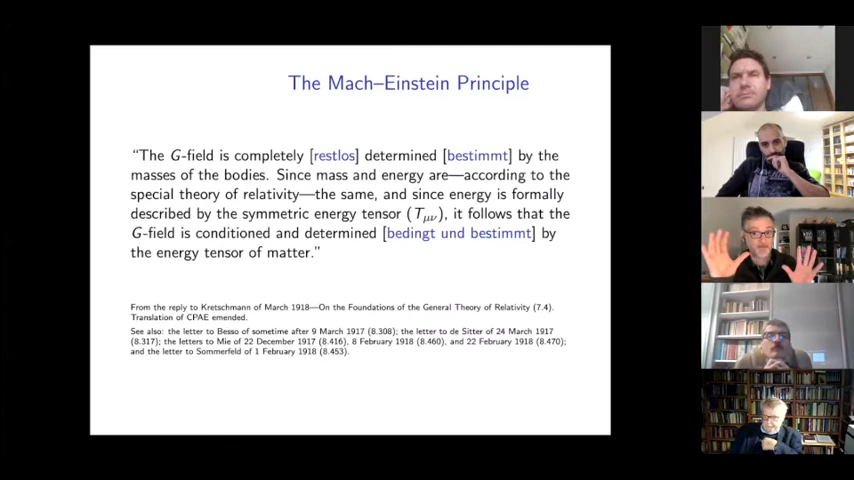 The Mach–Einstein Principle
“The G-field is completely [restlos] determined [bestimmt] by the
masses of the bodies. Since mass and energy are—according to the
special theory of relativity—the same, and since energy is formally
described by the symmetric energy tensor (Tμν), it follows that the
G-field is conditioned and determined [bedingt und bestimmt] by
the energy tensor of matter.”
From the reply to Kretschmann of March 1918—On the Foundations of the General Theory of Relativity (7.4).
Translation of CPAE emended.
See also: the letter to Besso of sometime after 9 March 1917 (8.308); the letter to de Sitter of 24 March 1917
(8.317); the letters to Mie of 22 December 1917 (8.416), 8 February 1918 (8.460), and 22 February 1918 (8.470);
and the letter to Sommerfeld of 1 February 1918 (8.453).